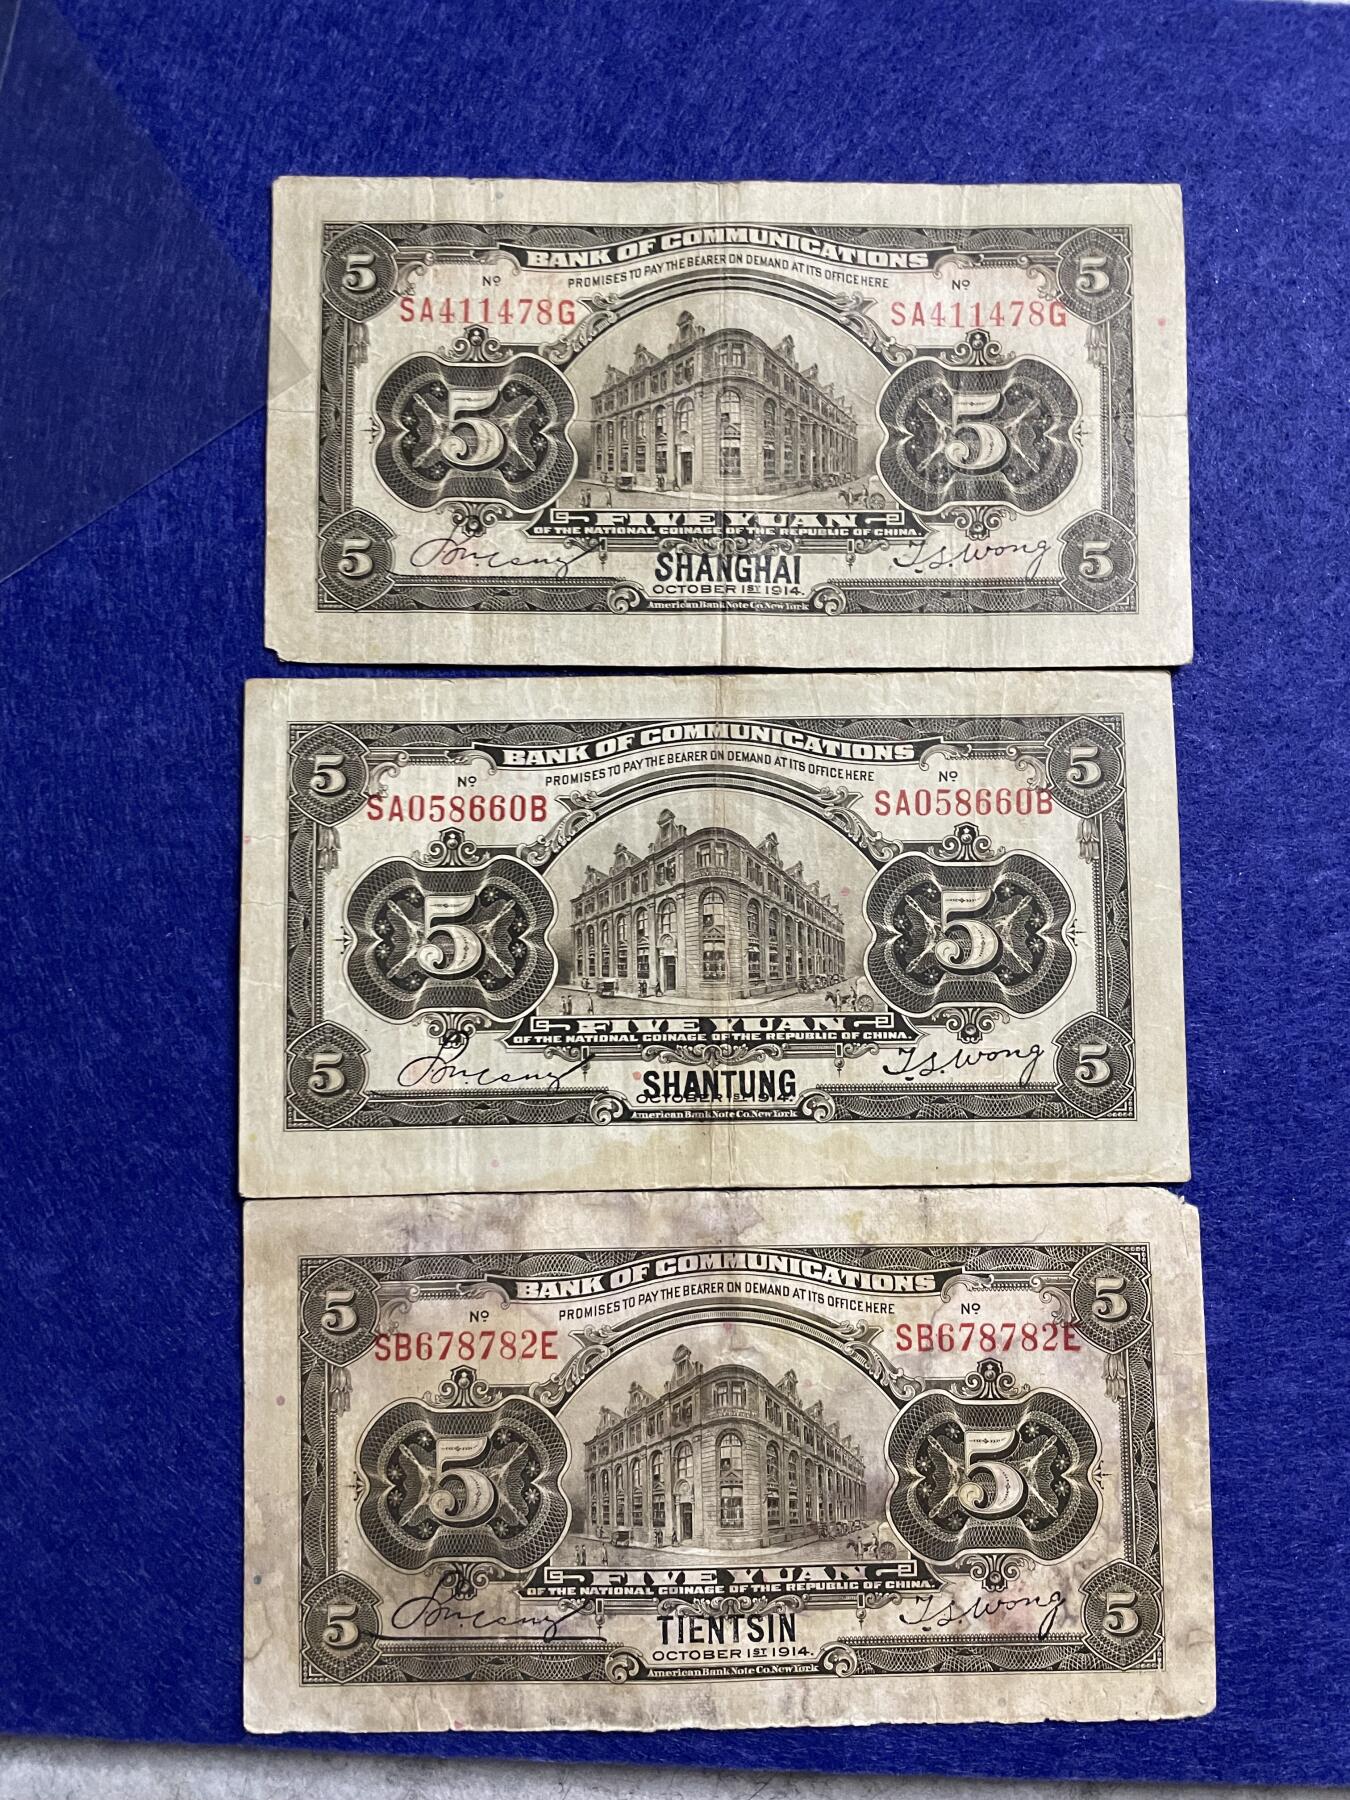 BANK OF COMMUNICATIONS
PROMISES TO PAY THE BEARER ON DEMAND AT ITS OFFICE HERE
5 5
Nº Nº
SA411478G SA411478G
5 5
FIVE YUAN
OF THE NATIONAL COINAGE OF THE REPUBLIC OF CHINA.
T.S. Wong
SHANGHAI
5 5
OCTOBER 1ST 1914.
American Bank Note Co. New York
BANK OF COMMUNICATIONS
PROMISES TO PAY THE BEARER ON DEMAND AT ITS OFFICE HERE
5 5
Nº Nº
SA058660B SA058660B
5 5
FIVE YUAN
OF THE NATIONAL COINAGE OF THE REPUBLIC OF CHINA.
T.S. Wong
SHANTUNG
5 5
OCTOBER 1ST 1914.
American Bank Note Co. New York
BANK OF COMMUNICATIONS
PROMISES TO PAY THE BEARER ON DEMAND AT ITS OFFICE HERE
5 5
Nº Nº
SB678782E SB678782E
5 5
FIVE YUAN
OF THE NATIONAL COINAGE OF THE REPUBLIC OF CHINA.
T.S. Wong
TIENTSIN
5 5
OCTOBER 1ST 1914.
American Bank Note Co. New York